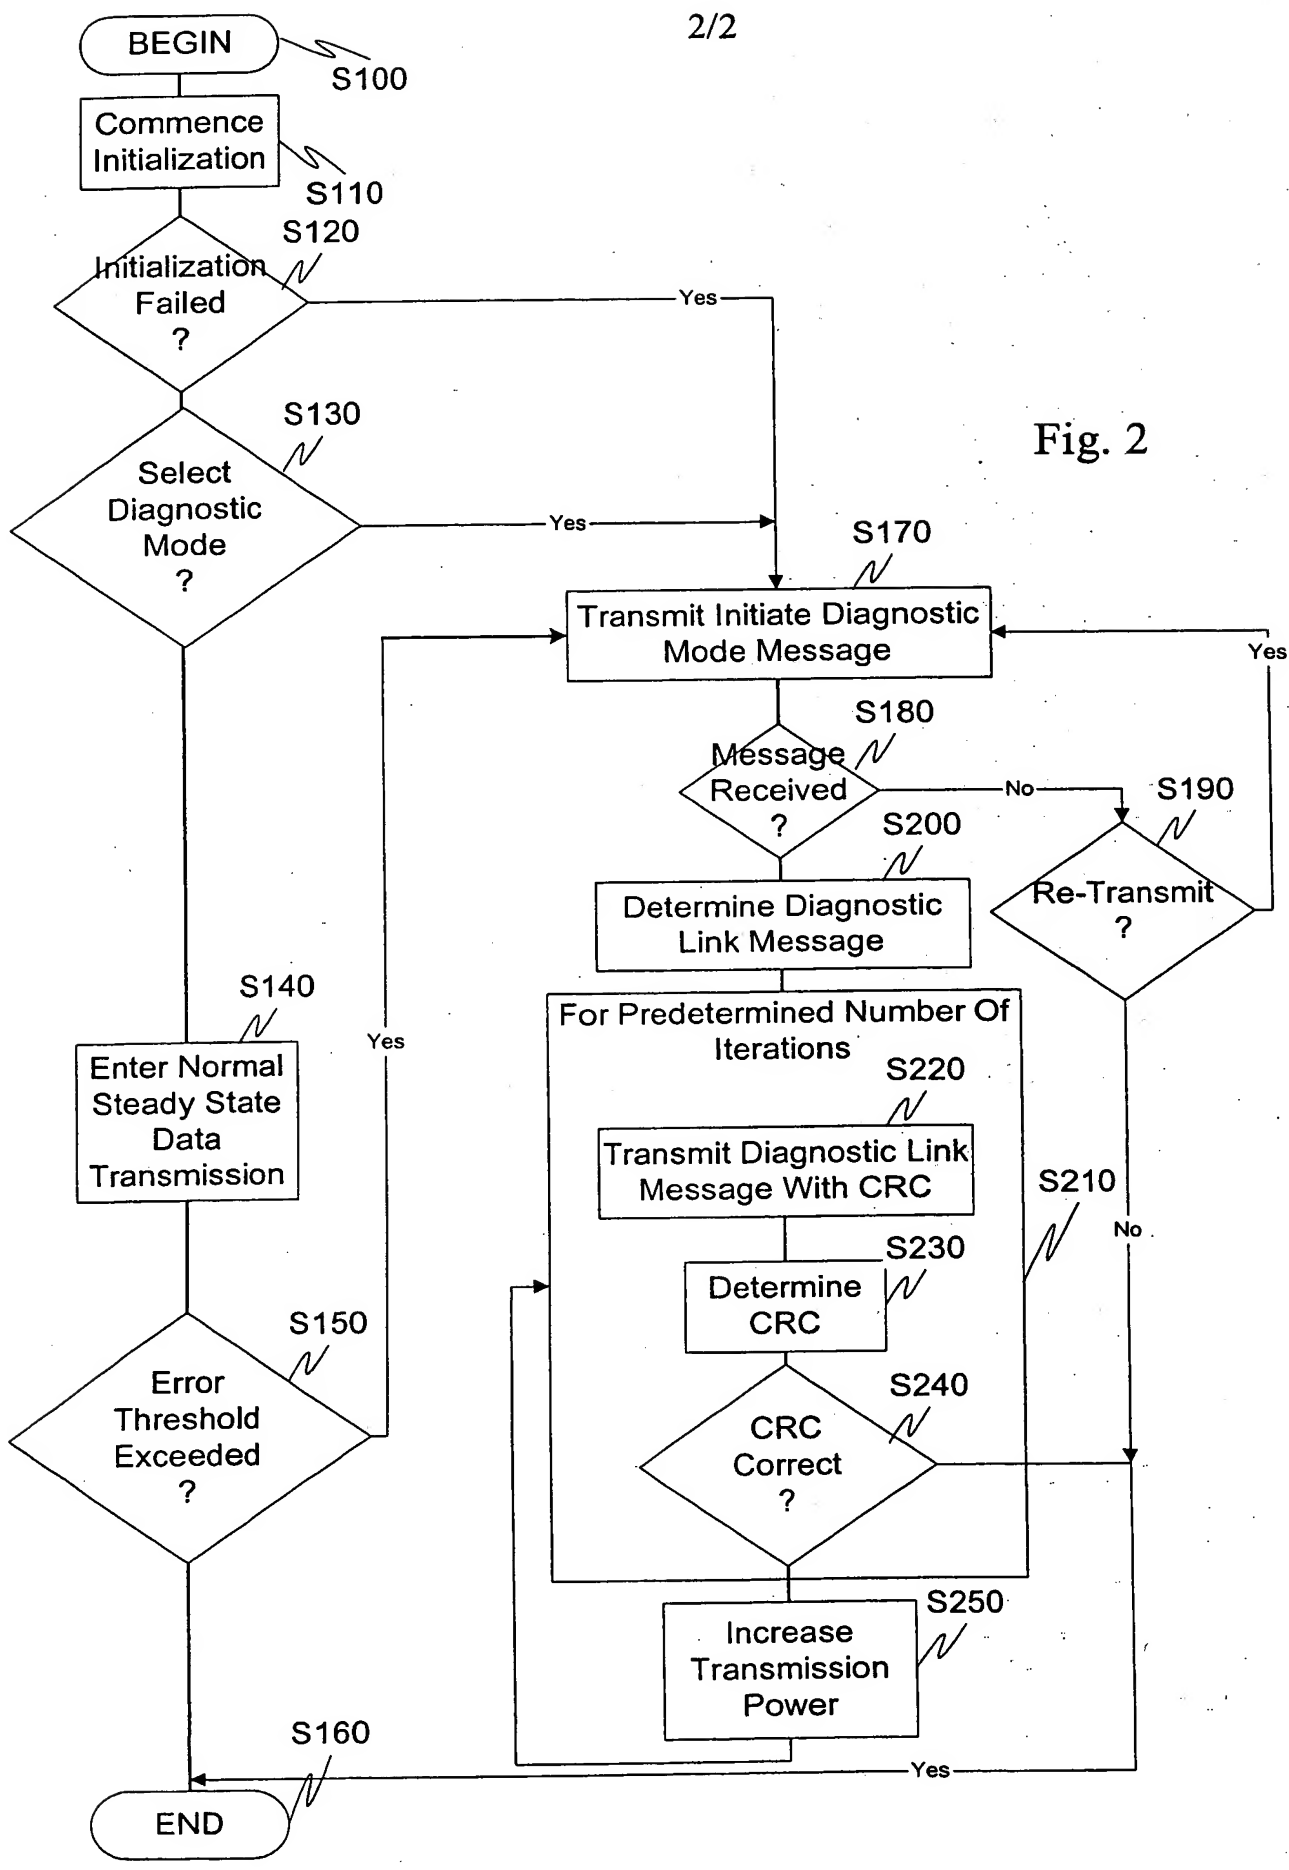 2/2
BEGIN
S100
Commence
Initialization
S110
S120
Initialization
Failed
?
Yes
S130
Select
Diagnostic
Mode
?
Yes
Fig. 2
S170
Transmit Initiate Diagnostic
Mode Message
Yes
S180
Message
Received
?
No
S190
Re-Transmit
?
S200
Determine Diagnostic
Link Message
S140
Enter Normal
Steady State
Data
Transmission
Yes
For Predetermined Number Of
Iterations
S220
Transmit Diagnostic Link
Message With CRC
S210
No
S230
Determine
CRC
S150
Error
Threshold
Exceeded
?
S240
CRC
Correct
?
S250
Increase
Transmission
Power
S160
Yes
END